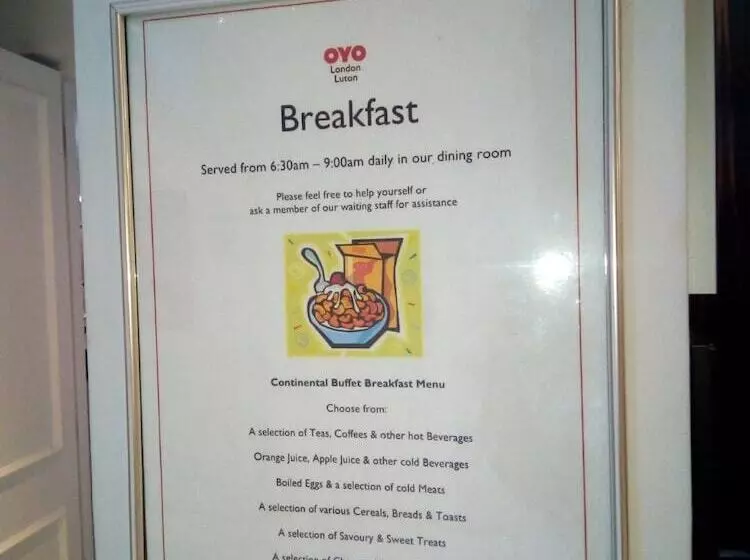 OYO
London
Luton
Breakfast
Served from 6:30am – 9:00am daily in our dining room
Please feel free to help yourself or
ask a member of our waiting staff for assistance
Continental Buffet Breakfast Menu
Choose from:
A selection of Teas, Coffees & other hot Beverages
Orange Juice, Apple Juice & other cold Beverages
Boiled Eggs & a selection of cold Meats
A selection of various Cereals, Breads & Toasts
A selection of Savoury & Sweet Treats
A selection of